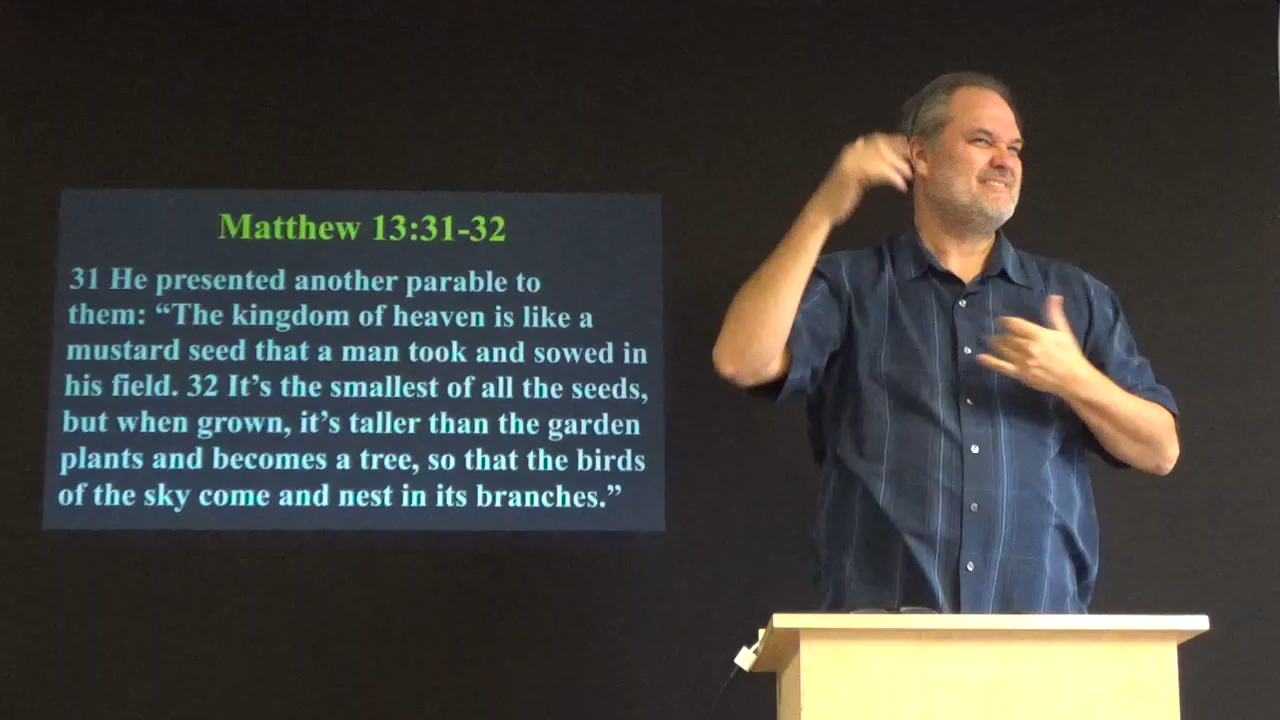 Matthew 13:31-32
31 He presented another parable to
them: “The kingdom of heaven is like a
mustard seed that a man took and sowed in
his field. 32 It’s the smallest of all the seeds,
but when grown, it’s taller than the garden
plants and becomes a tree, so that the birds
of the sky come and nest in its branches.”